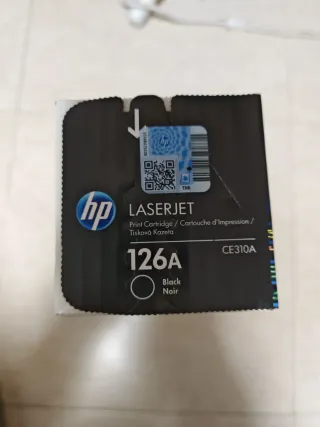 hp
LASERJET
Print Cartridge / Cartouche d'Impression /
Tisková Kazeta
126A
CE310A
Black
Noir